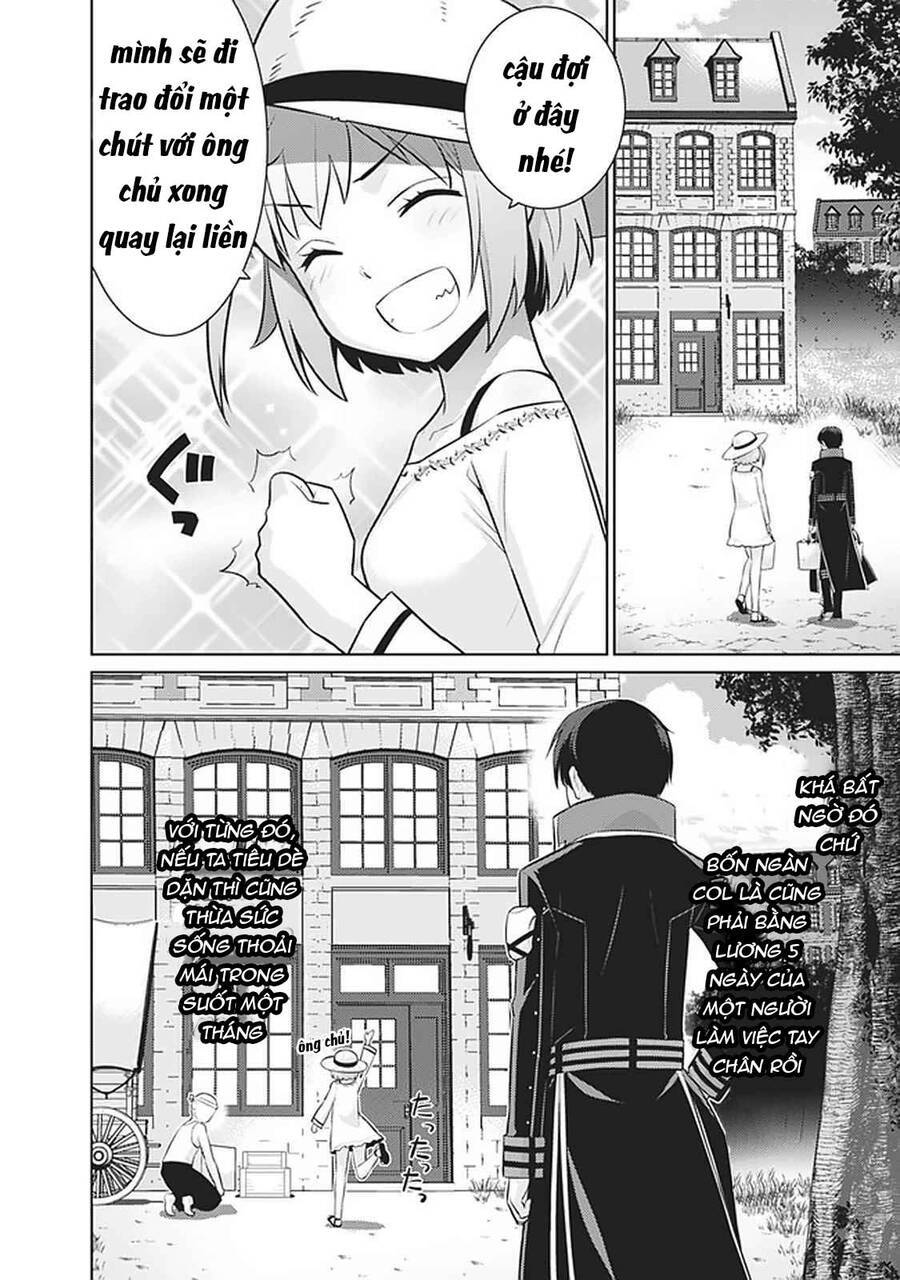 cậu đợi
ở đây
nhé!
mình sẽ đi
trao đổi một
chút với ông
chủ xong
quay lại liền
ぐっ
KHÁ BẤT
NGỜ ĐÓ
CHỨ
BỐN NGÀN
COL LÀ CŨNG
PHẢI BẰNG
LƯƠNG 5
NGÀY CỦA
MỘT NGƯỜI
LÀM VIỆC TAY
CHÂN RỒI
VỚI TỪNG ĐÓ,
NẾU TA TIÊU DÈ
DẶN THÌ CŨNG
THỪA SỨC
SỐNG THOẢI
MÁI TRONG
SUỐT MỘT
THÁNG
ông chủ!
たったったっ